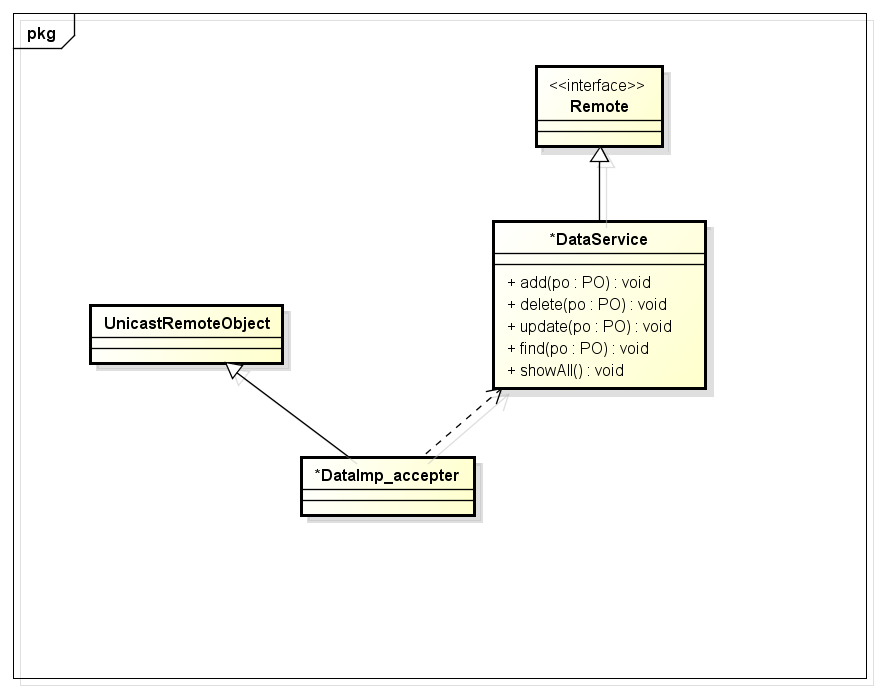 pkg
<<interface>>
Remote
*DataService
+ add(po : PO) : void
+ delete(po : PO) : void
+ update(po : PO) : void
+ find(po : PO) : void
+ showAll() : void
UnicastRemoteObject
*DataImp_accepter